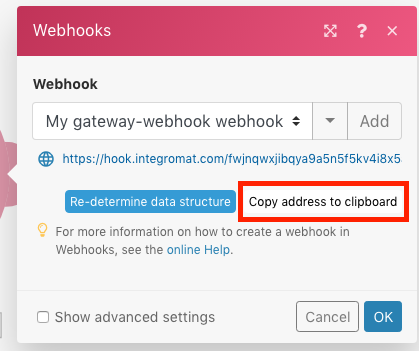 Webhooks
Webhook
My gateway-webhook webhook
Add
https://hook.integromat.com/fwjnqwxjibqya9a5n5f5kv4i8x5
Re-determine data structure
Copy address to clipboard
For more information on how to create a webhook in
Webhooks, see the online Help.
Show advanced settings
Cancel
OK